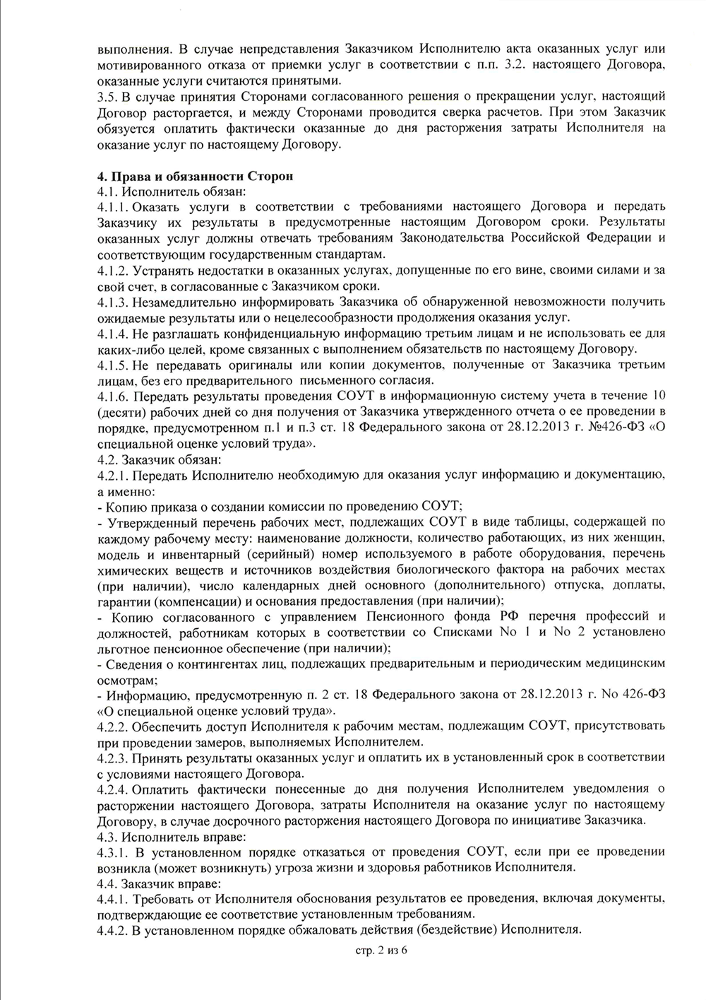 выполнения. В случае непредставления Заказчиком Исполнителю акта оказанных услуг или
мотивированного отказа от приемки услуг в соответствии с п.п. 3.2. настоящего Договора,
оказанные услуги считаются принятыми.
3.5. В случае принятия Сторонами согласованного решения о прекращении услуг, настоящий
Договор расторгается, и между Сторонами проводится сверка расчетов. При этом Заказчик
обязуется оплатить фактически оказанные до дня расторжения затраты Исполнителя на
оказание услуг по настоящему Договору.
4. Права и обязанности Сторон
4.1. Исполнитель обязан:
4.1.1. Оказать услуги в соответствии с требованиями настоящего Договора и передать
Заказчику их результаты в предусмотренные настоящим Договором сроки. Результаты
оказанных услуг должны отвечать требованиям Законодательства Российской Федерации и
соответствующим государственным стандартам.
4.1.2. Устранять недостатки в оказанных услугах, допущенные по его вине, своими силами и за
свой счет, в согласованные с Заказчиком сроки.
4.1.3. Незамедлительно информировать Заказчика об обнаруженной невозможности получить
ожидаемые результаты или о нецелесообразности продолжения оказания услуг.
4.1.4. Не разглашать конфиденциальную информацию третьим лицам и не использовать ее для
каких-либо целей, кроме связанных с выполнением обязательств по настоящему Договору.
4.1.5. Не передавать оригиналы или копии документов, полученные от Заказчика третьим
лицам, без его предварительного письменного согласия.
4.1.6. Передать результаты проведения СОУТ в информационную систему учета в течение 10
(десяти) рабочих дней со дня получения от Заказчика утвержденного отчета о ее проведении в
порядке, предусмотренном п.1 и п.3 ст. 18 Федерального закона от 28.12.2013 г. №426-ФЗ «О
специальной оценке условий труда».
4.2. Заказчик обязан:
4.2.1. Передать Исполнителю необходимую для оказания услуг информацию и документацию,
а именно:
- Копию приказа о создании комиссии по проведению СОУТ;
- Утвержденный перечень рабочих мест, подлежащих СОУТ в виде таблицы, содержащей по
каждому рабочему месту: наименование должности, количество работающих, из них женщин,
модель и инвентарный (серийный) номер используемого в работе оборудования, перечень
химических веществ и источников воздействия биологического фактора на рабочих местах
(при наличии), число календарных дней основного (дополнительного) отпуска, доплаты,
гарантии (компенсации) и основания предоставления (при наличии);
- Копию согласованного с управлением Пенсионного фонда РФ перечня профессий и
должностей, работникам которых в соответствии со Списками No 1 и No 2 установлено
льготное пенсионное обеспечение (при наличии);
- Сведения о контингентах лиц, подлежащих предварительным и периодическим медицинским
осмотрам;
- Информацию, предусмотренную п. 2 ст. 18 Федерального закона от 28.12.2013 г. No 426-ФЗ
«О специальной оценке условий труда».
4.2.2. Обеспечить доступ Исполнителя к рабочим местам, подлежащим СОУТ, присутствовать
при проведении замеров, выполняемых Исполнителем.
4.2.3. Принять результаты оказанных услуг и оплатить их в установленный срок в соответствии
с условиями настоящего Договора.
4.2.4. Оплатить фактически понесенные до дня получения Исполнителем уведомления о
расторжении настоящего Договора, затраты Исполнителя на оказание услуг по настоящему
Договору, в случае досрочного расторжения настоящего Договора по инициативе Заказчика.
4.3. Исполнитель вправе:
4.3.1. В установленном порядке отказаться от проведения СОУТ, если при ее проведении
возникла (может возникнуть) угроза жизни и здоровья работников Исполнителя.
4.4. Заказчик вправе:
4.4.1. Требовать от Исполнителя обоснования результатов ее проведения, включая документы,
подтверждающие ее соответствие установленным требованиям.
4.4.2. В установленном порядке обжаловать действия (бездействие) Исполнителя.
стр. 2 из 6